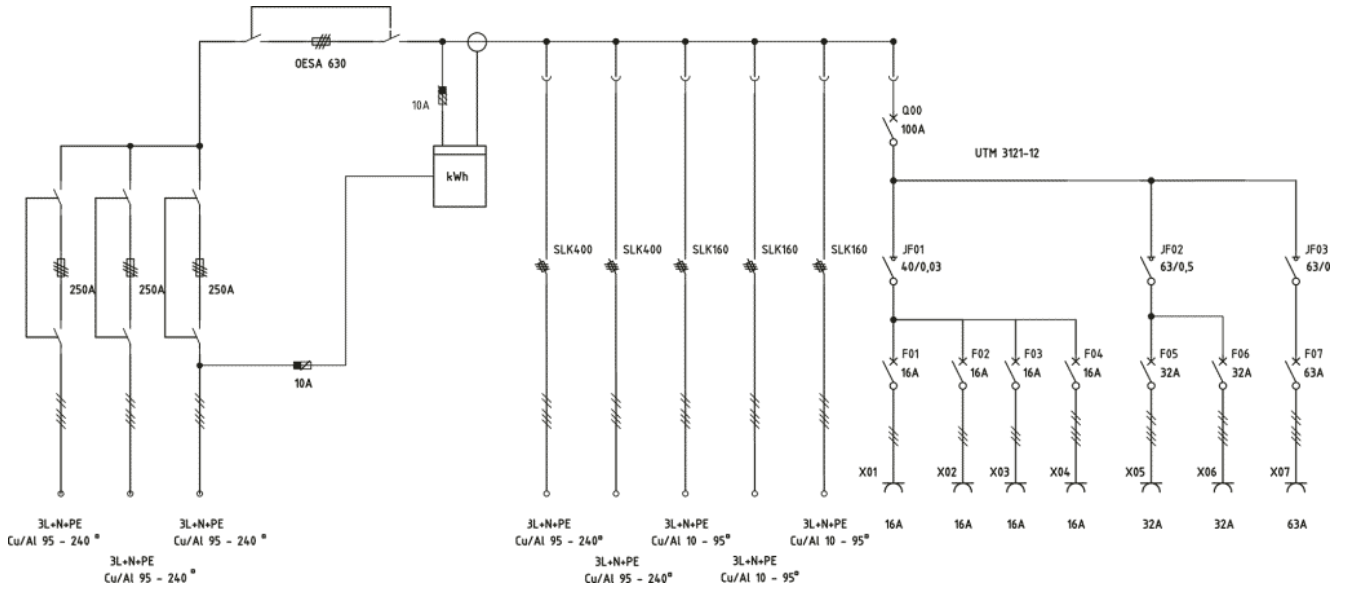 OESA 630
10A
kWh
Q00
100A
UTM 3121-12
250A
250A
250A
10A
SLK400
SLK400
SLK160
SLK160
SLK160
JF01
40/0,03
JF02
63/0,5
JF03
63/0
F01
16A
F02
16A
F03
16A
F04
16A
F05
32A
F06
32A
F07
63A
X01
X02
X03
X04
X05
X06
X07
3L+N+PE
Cu/Al 95 - 240 ▫
3L+N+PE
Cu/Al 95 - 240 ▫
3L+N+PE
Cu/Al 95 - 240 ▫
3L+N+PE
Cu/Al 95 - 240▫
3L+N+PE
Cu/Al 95 - 240▫
3L+N+PE
Cu/Al 10 - 95▫
3L+N+PE
Cu/Al 10 - 95▫
3L+N+PE
Cu/Al 10 - 95▫
16A
16A
16A
16A
32A
32A
63A